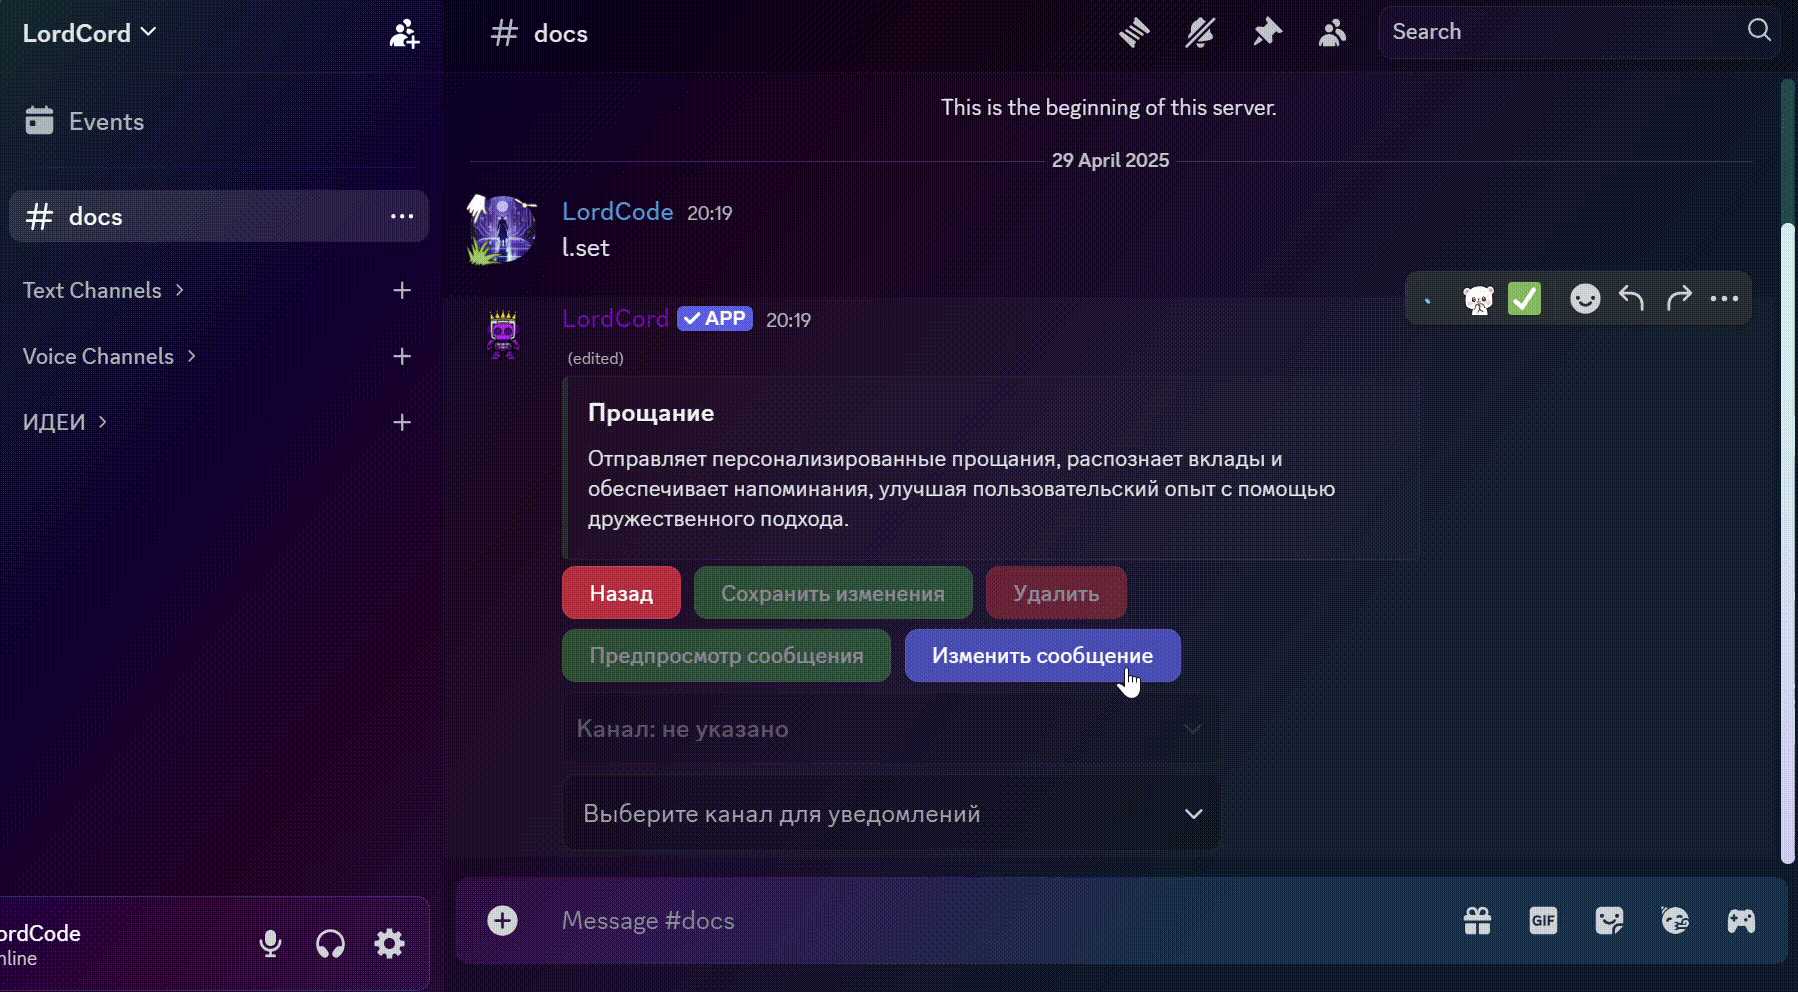 LordCord
Events
docs
Text Channels
Voice Channels
ИДЕИ
ordCode
nline
docs
Search
This is the beginning of this server.
29 April 2025
LordCode 20:19
l.set
LordCord APP 20:19
(edited)
Прощание
Отправляет персонализированные прощания, распознает вклады и
обеспечивает напоминания, улучшая пользовательский опыт с помощью
дружественного подхода.
Назад Сохранить изменения Удалить
Предпросмотр сообщения Изменить сообщение
Канал: не указано
Выберите канал для уведомлений
Message #docs
GIF